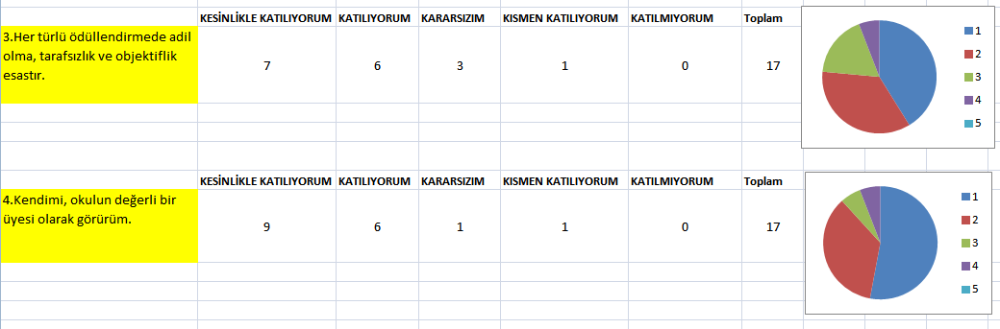 KESİNLİKLE KATILIYORUM KATILIYORUM KARARSIZIM KISMEN KATILIYORUM KATILMIYORUM Toplam
3.Her türlü ödüllendirmede adil
olma, tarafsızlık ve objektiflik
esastır.
7 6 3 1 0 17
1
2
3
4
5
KESİNLİKLE KATILIYORUM KATILIYORUM KARARSIZIM KISMEN KATILIYORUM KATILMIYORUM Toplam
4.Kendimi, okulun değerli bir
üyesi olarak görürüm.
9 6 1 1 0 17
1
2
3
4
5